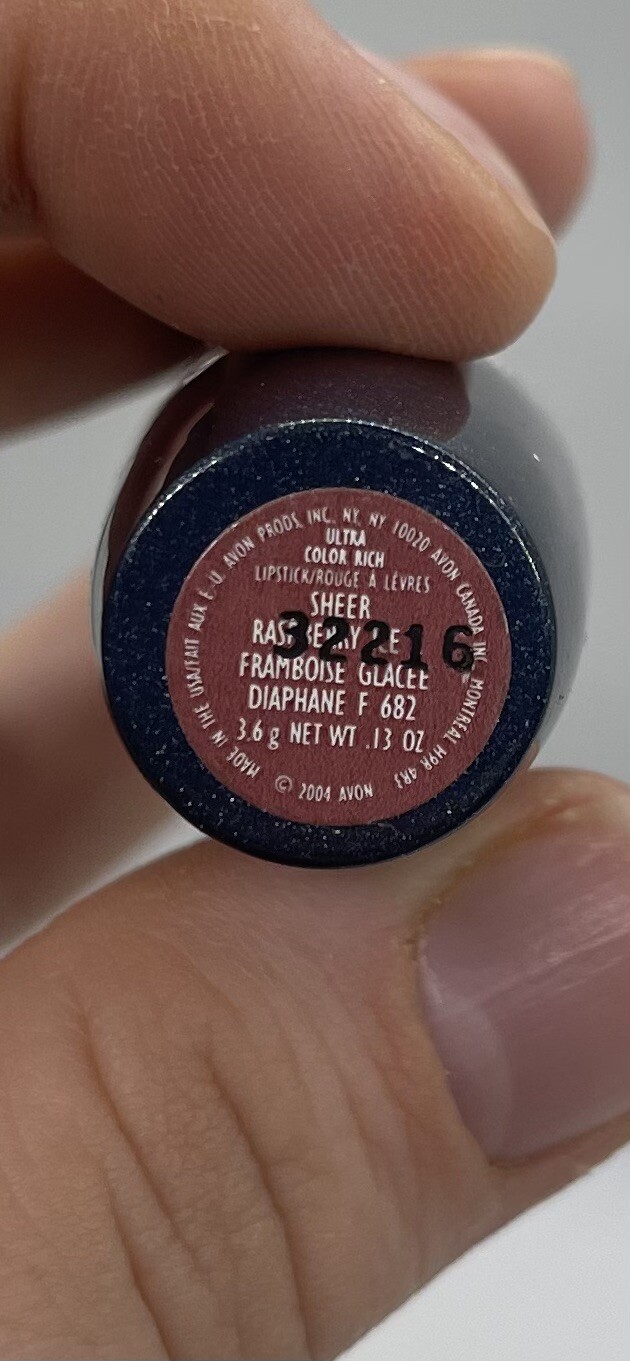 MADE IN THE USA/FAIT AUX É.-U. AVON PRODS. INC. NY, NY 10020 AVON CANADA INC. MONTREAL H9R 4R3
ULTRA
COLOR RICH
LIPSTICK/ROUGE À LÈVRES
SHEER
RASPBERRY ICE
32216
FRAMBOISE GLACÉE
DIAPHANE F 682
3.6 g NET WT .13 OZ
© 2004 AVON